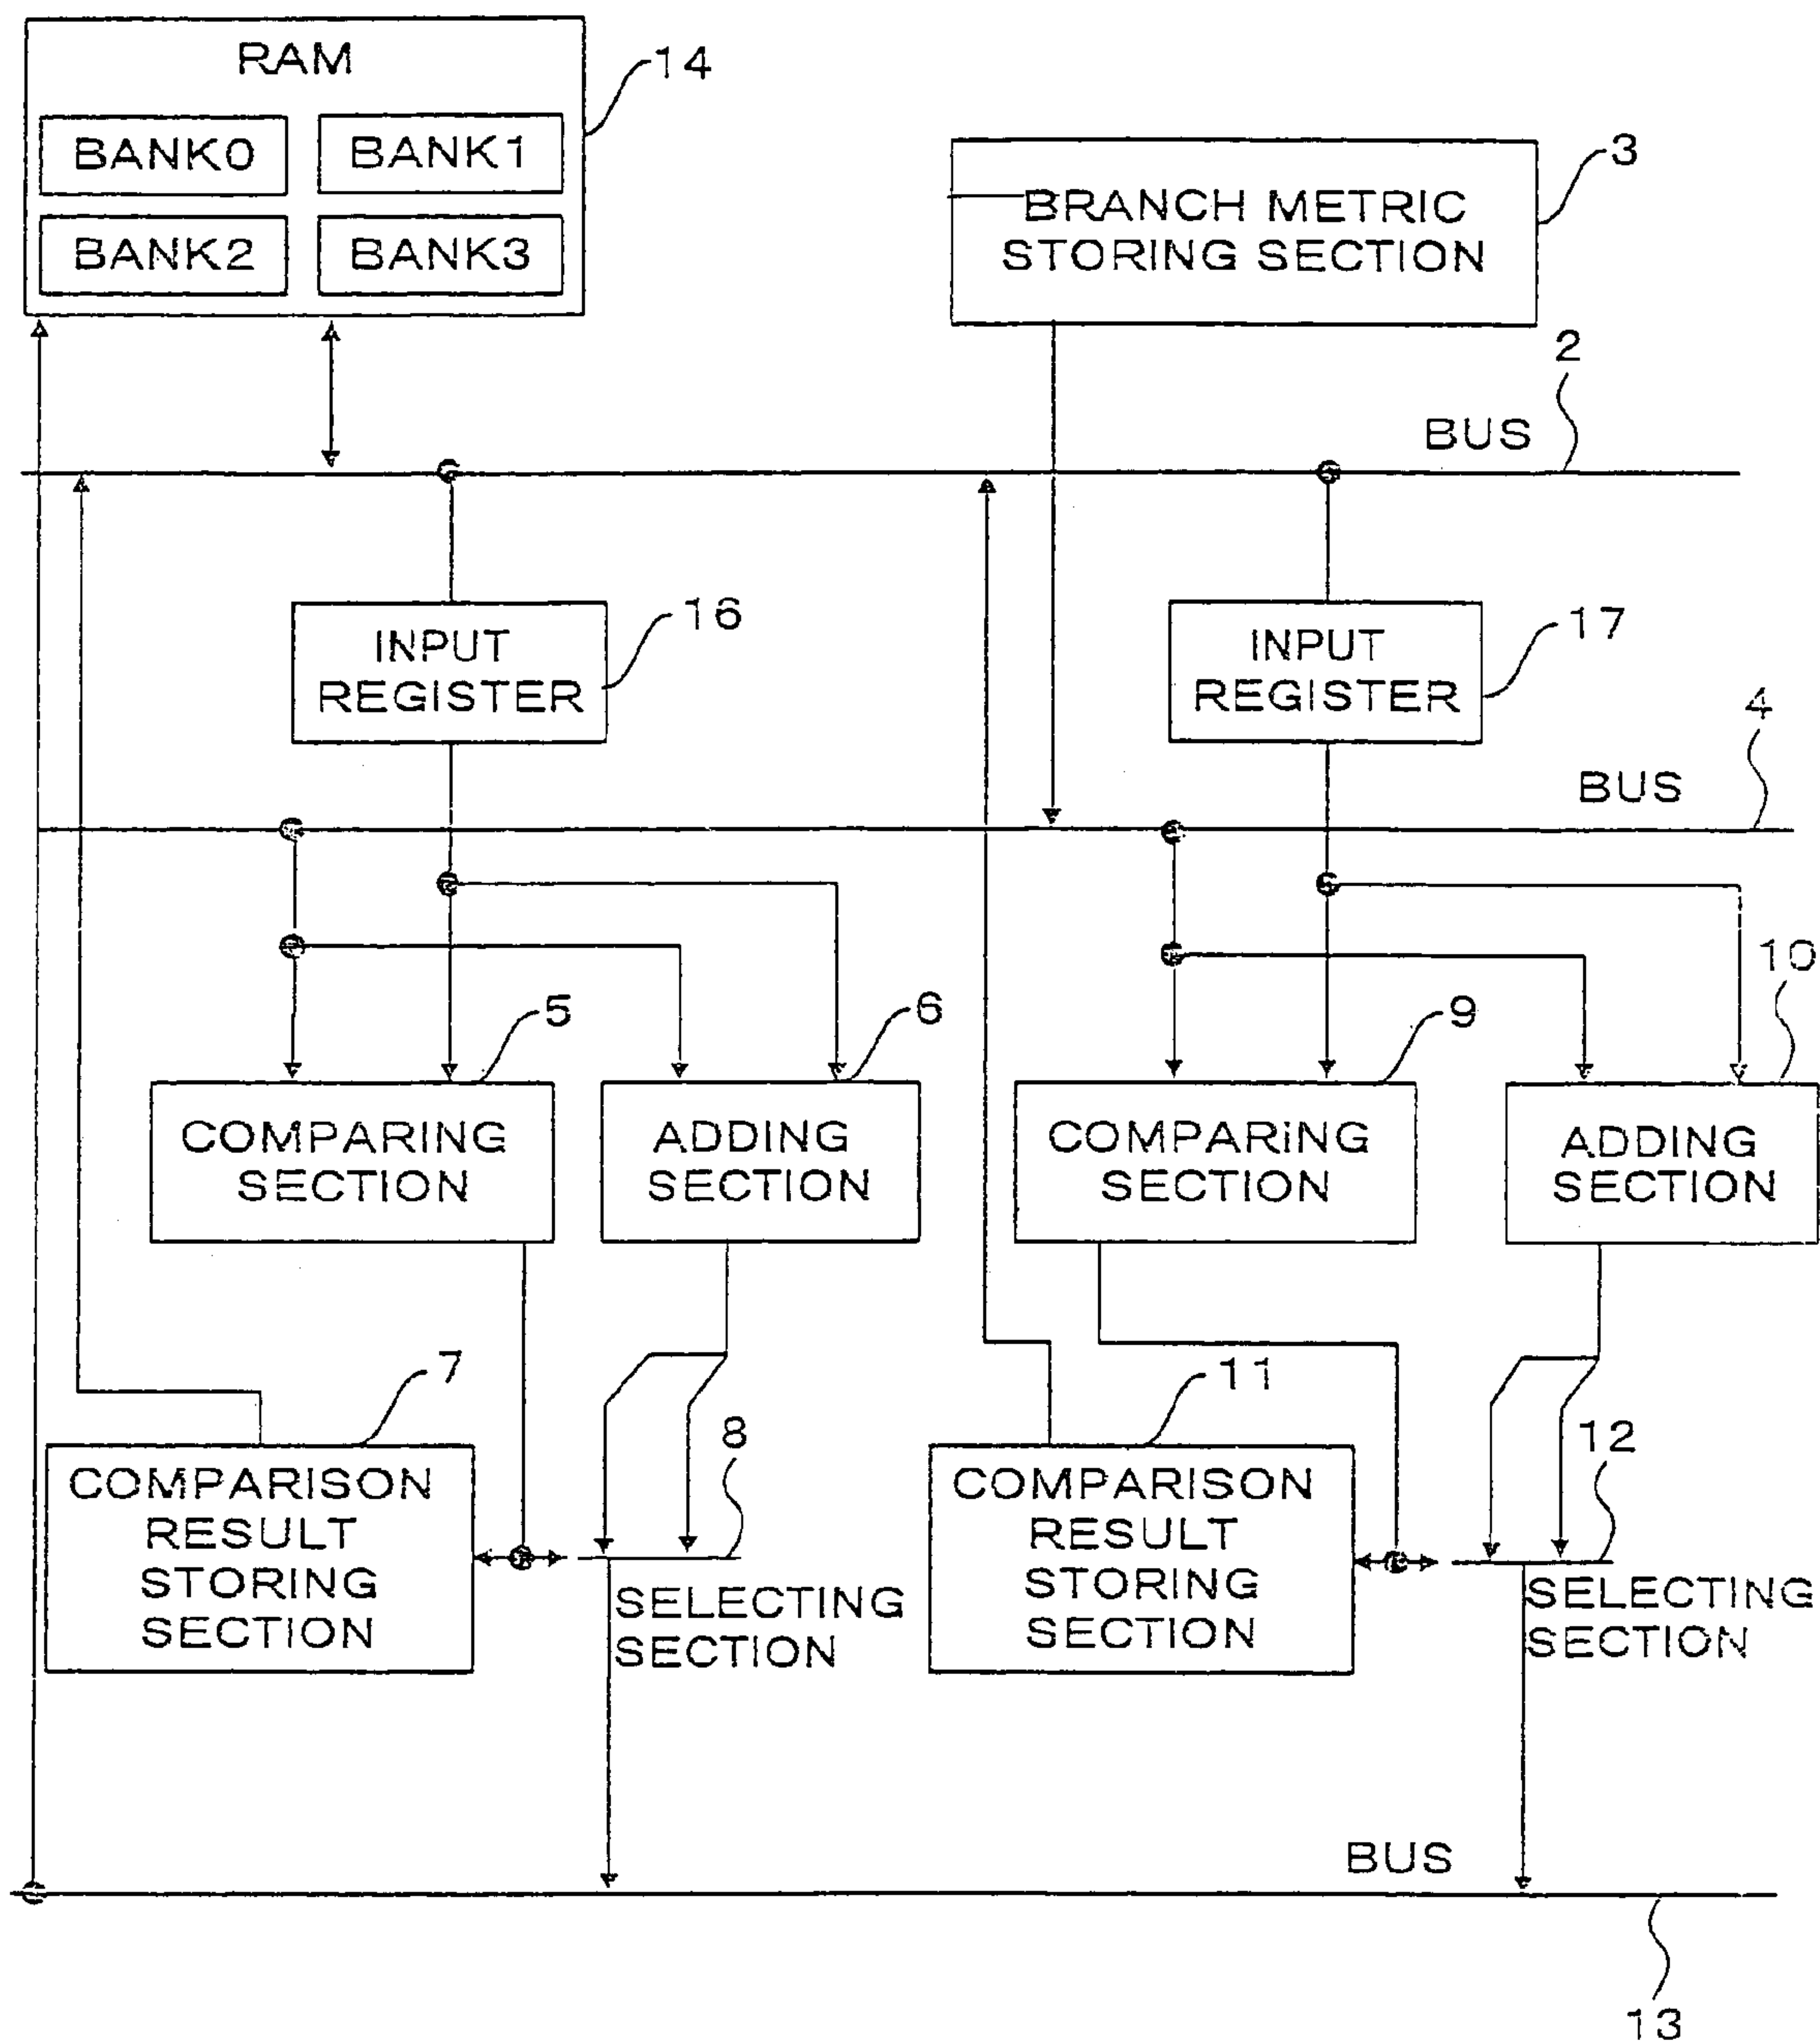 RAM
14
BANK0
BANK1
BANK2
BANK3
3
BRANCH METRIC
STORING SECTION
2
BUS
16
INPUT
REGISTER
17
INPUT
REGISTER
4
BUS
5
COMPARING
SECTION
6
ADDING
SECTION
9
COMPARING
SECTION
10
ADDING
SECTION
7
COMPARISON
RESULT
STORING
SECTION
8
SELECTING
SECTION
11
COMPARISON
RESULT
STORING
SECTION
12
SELECTING
SECTION
BUS
13